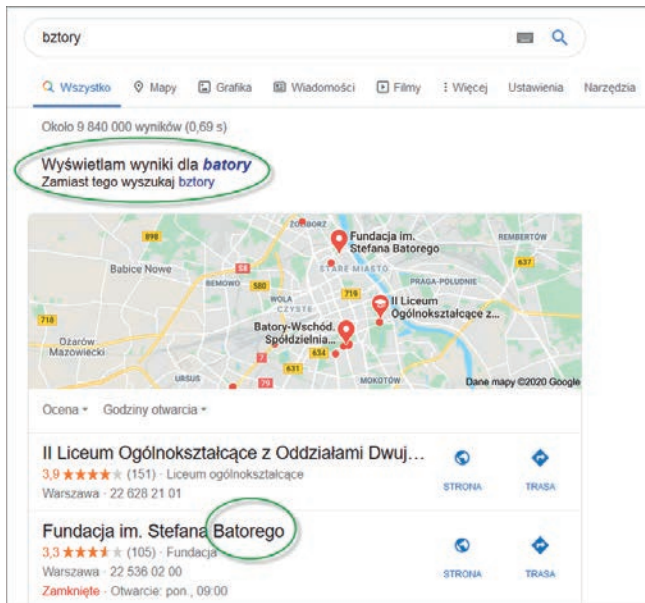 bztory
Wszystko Mapy Grafika Wiadomości Filmy Więcej Ustawienia Narzędzia
Około 9 840 000 wyników (0,69 s)
Wyświetlam wyniki dla batory
Zamiast tego wyszukaj bztory
ŻOLIBORZ
898
Fundacja im.
Stefana Batorego
REMBERTÓW
637
Babice Nowe
S8
BEMOWO
580
STARE MIASTO
PRAGA-POŁUDNIE
WOLA
719
CZYSTE
II Liceum
Ogólnokształcące z...
718
Batory-Wschód.
Spółdzielnia...
Ożarów
Mazowiecki
7
634
631
URSUS
79
MOKOTÓW
Dane mapy ©2020 Google
Ocena Godziny otwarcia
II Liceum Ogólnokształcące z Oddziałami Dwuj...
3,9 ★★★★★ (151) · Liceum ogólnokształcące
Warszawa · 22 628 21 01
STRONA TRASA
Fundacja im. Stefana Batorego
3,3 ★★★★★ (105) · Fundacja
Warszawa · 22 536 02 00
Zamknięte · Otwarcie: pon., 09:00
STRONA TRASA